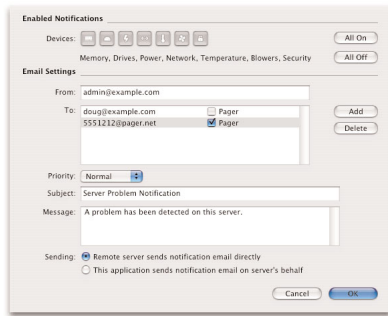 Enabled Notifications
Devices:
All On
Memory, Drives, Power, Network, Temperature, Blowers, Security
All Off
Email Settings
From: admin@example.com
To: doug@example.com Pager
Add
5551212@pager.net Pager
Delete
Priority: Normal
Subject: Server Problem Notification
Message: A problem has been detected on this server.
Sending: Remote server sends notification email directly
This application sends notification email on server's behalf
Cancel OK